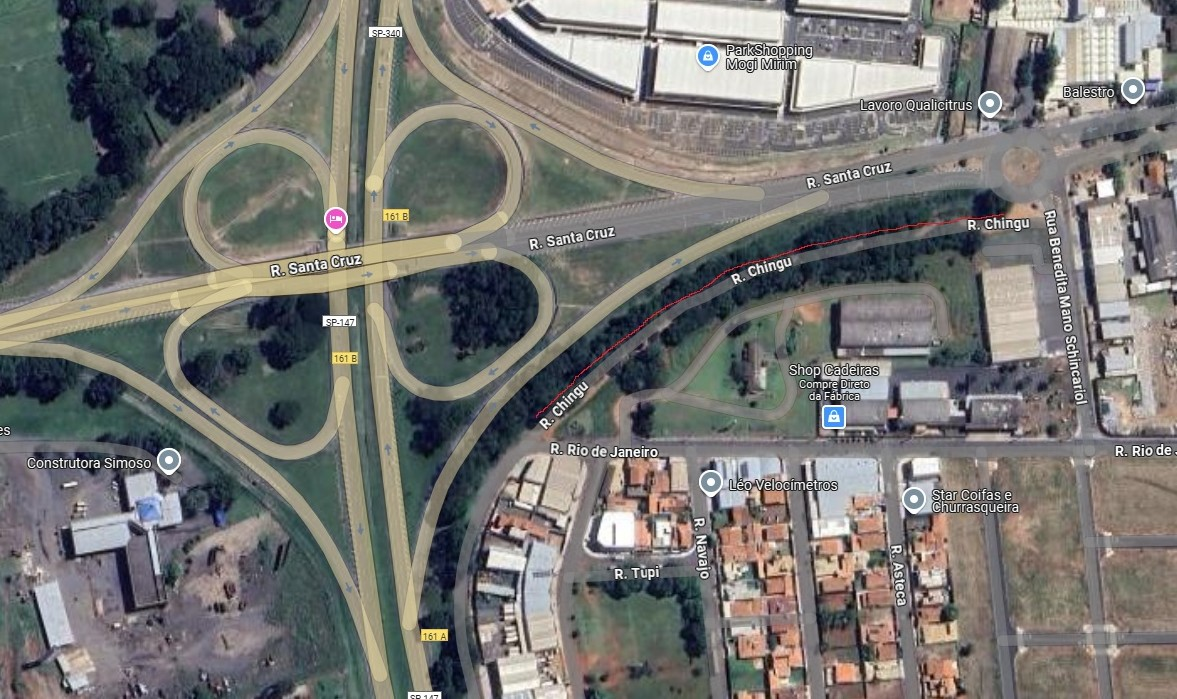 SP-340
ParkShopping
Mogi Mirim
Lavoro Qualicitrus
Balestro
R. Santa Cruz
161 B
R. Chingu
R. Santa Cruz
R. Santa Cruz
R. Chingu
Rua Benedita Mano Schincariol
SP-147
161 B
Shop Cadeiras
Compre Direto
da Fábrica
R. Chingu
es
R. Rio de Janeiro
R. Rio de J
Construtora Simoso
Léo Velocímetros
Star Coifas e
Churrasqueira
R. Navajo
R. Asteca
R. Tupi
161 A
SP-147